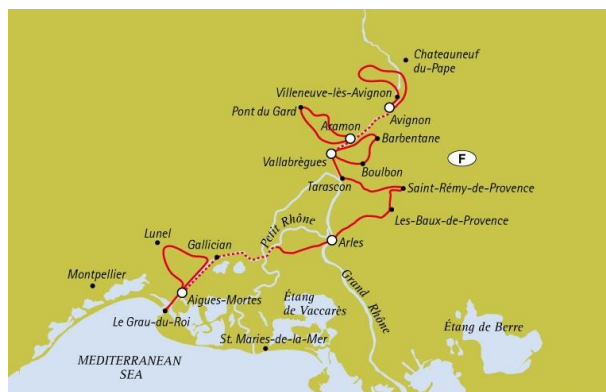 Chateauneuf
du-Pape
Villeneuve-lès-Avignon
Pont du Gard
Avignon
Aramon
Barbentane
Vallabrègues
F
Boulbon
Tarascon
Saint-Rémy-de-Provence
Petit Rhône
Les-Baux-de-Provence
Lunel
Gallician
Arles
Montpellier
Grand Rhône
Aigues-Mortes
Étang
de Vaccarès
Le Grau-du-Roi
Étang de Berre
St. Maries-de-la-Mer
MEDITERRANEAN
SEA